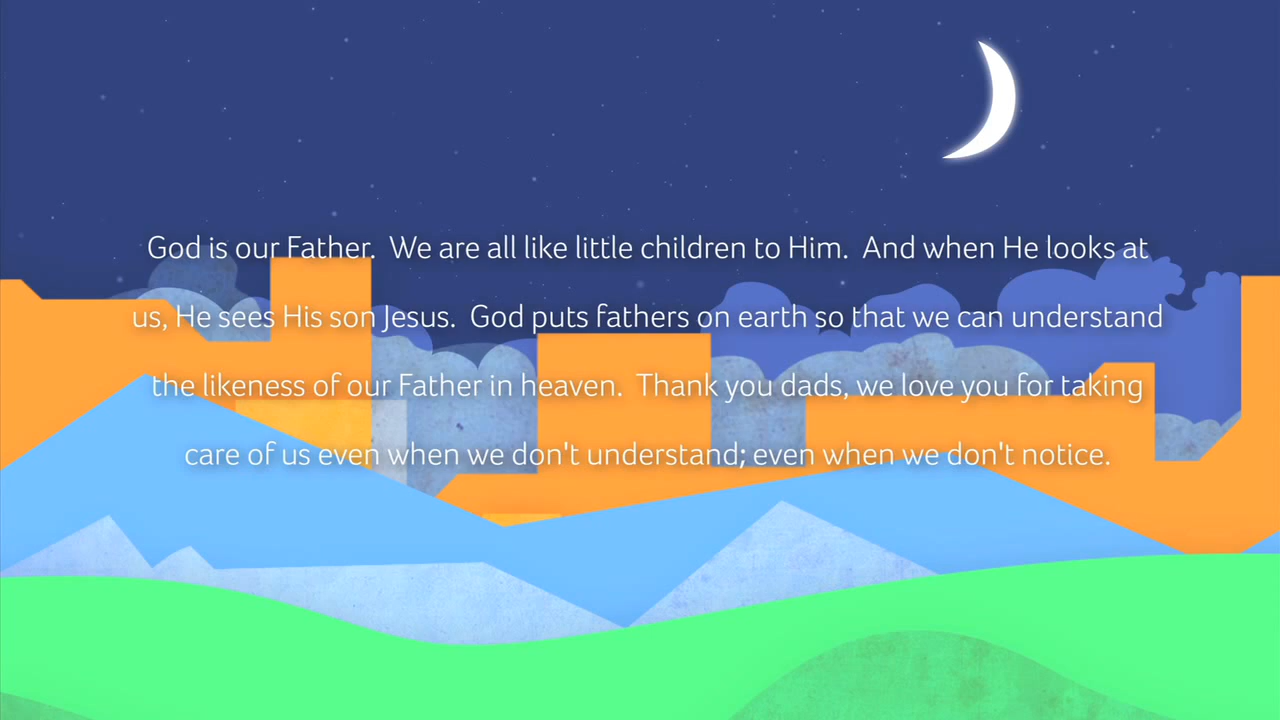 God is our Father.  We are all like little children to Him.  And when He looks at
us, He sees His son Jesus.  God puts fathers on earth so that we can understand
the likeness of our Father in heaven.  Thank you dads, we love you for taking
care of us even when we don't understand; even when we don't notice.